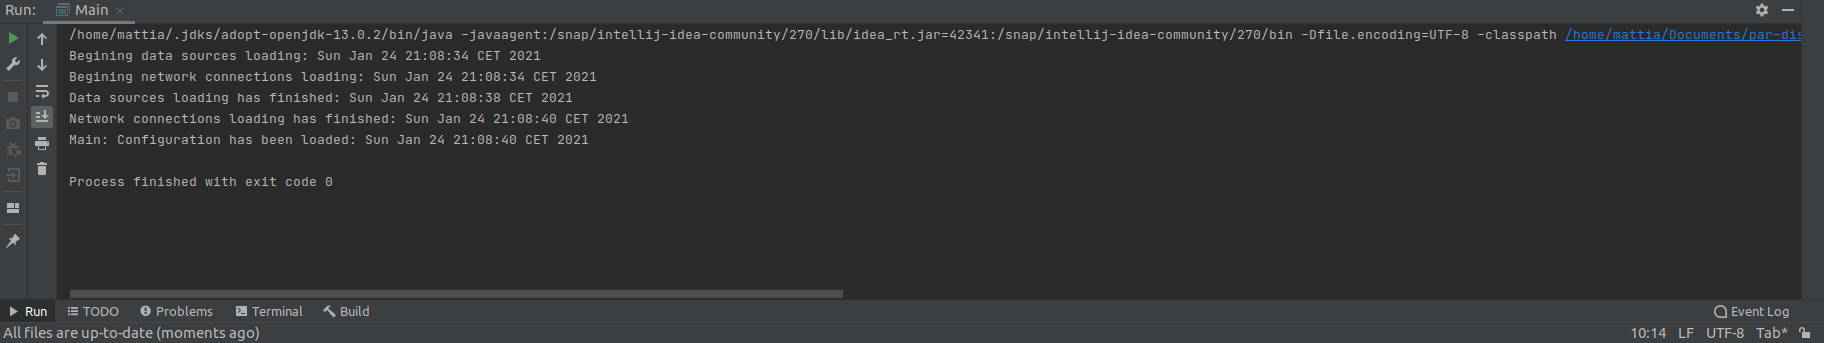 Run: Main
/home/mattia/.jdks/adopt-openjdk-13.0.2/bin/java -javaagent:/snap/intellij-idea-community/270/lib/idea_rt.jar=42341:/snap/intellij-idea-community/270/bin -Dfile.encoding=UTF-8 -classpath /home/mattia/Documents/par-dis
Begining data sources loading: Sun Jan 24 21:08:34 CET 2021
Begining network connections loading: Sun Jan 24 21:08:34 CET 2021
Data sources loading has finished: Sun Jan 24 21:08:38 CET 2021
Network connections loading has finished: Sun Jan 24 21:08:40 CET 2021
Main: Configuration has been loaded: Sun Jan 24 21:08:40 CET 2021
Process finished with exit code 0
Run TODO Problems Terminal Build Event Log
All files are up-to-date (moments ago) 10:14 LF UTF-8 Tab*